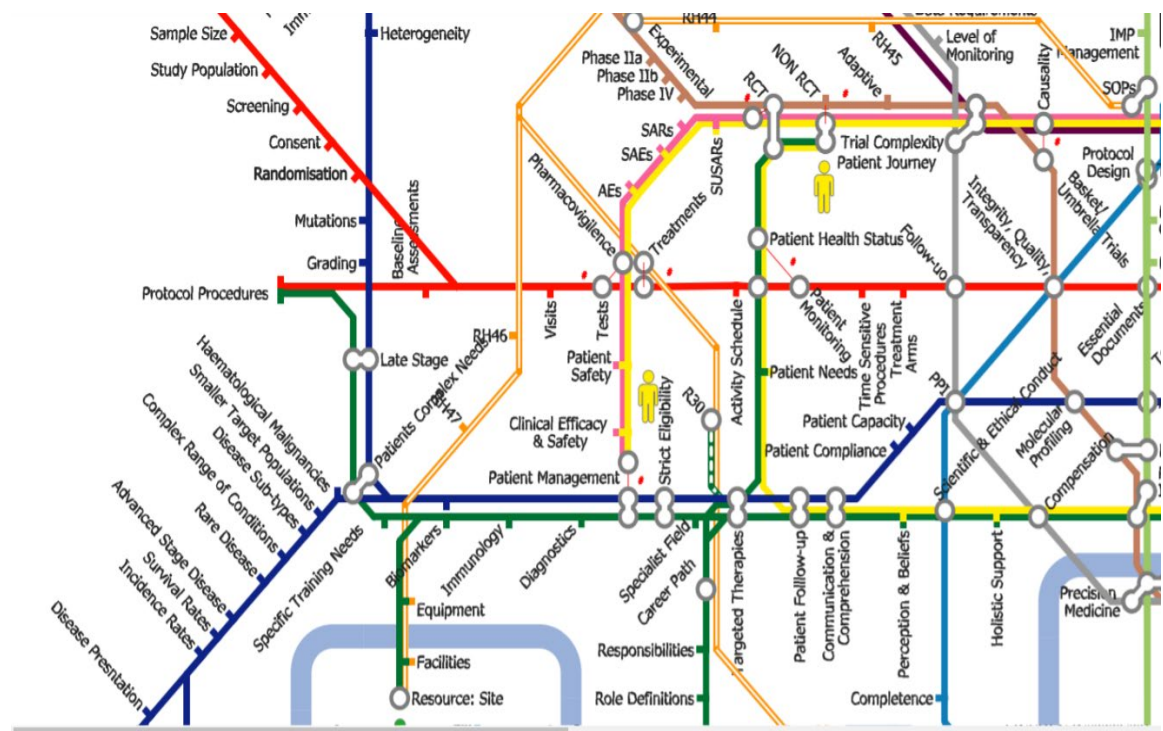 Sample Size
Study Population
Screening
Consent
Randomisation
Mutations
Grading
Protocol Procedures
Heterogeneity
Baseline
Assessments
Late Stage
Haematological Malignancies
Smaller Target Populations
Disease Sub-types
Complex Range of Conditions
Rare Disease
Advanced Stage Disease
Survival Rates
Incidence Rates
Disease Presntation
Patients Complex Needs
RH46
RH47
Specific Training Needs
Biomarkers
Immunology
Diagnostics
Specialist Field
Career Path
Equipment
Facilities
Resource: Site
Responsibilities
Role Definitions
Targeted Therapies
Patient Folllow-up
Communication &
Comprehension
Perception & Beliefs
Holistic Support
Completence
Precision
Medicine
RH44
RH45
Experimental
Phase IIa
Phase IIb
Phase IV
RCT
NON RCT
Adaptive
SARs
SAEs
AEs
SUSARs
Pharmacovigilence
Treatments
Visits
Tests
Patient
Safety
Clinical Efficacy
& Safety
Patient Management
Strict Eligibility
R30
Activity Schedule
Patient Health Status
Patient
Monitoring
Patient Needs
Time Sensitive
Procedures
Treatment
Arms
Patient Capacity
Patient Compliance
Trial Complexity
Patient Journey
Follow-uo
Level of
Monitoring
Causality
IMP
Management
SOPs
Protocol
Design
Integrity, Quality,
Transparency
Basket/
Umbrella Trials
Essential
Documents
PPI
Scientific & Ethical Conduct
Molecular
Profiling
Compensation